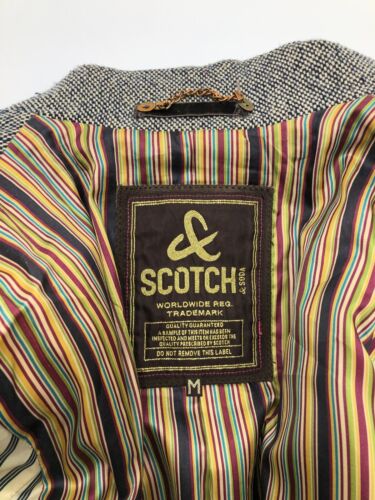 &
SCOTCH
& SODA
WORLDWIDE REG.
TRADEMARK
QUALITY GUARANTEED
A SAMPLE OF THIS ITEM HAS BEEN
INSPECTED AND MEETS OR EXCEEDS THE
QUALITY PRESCRIBED BY SCOTCH
DO NOT REMOVE THIS LABEL
M